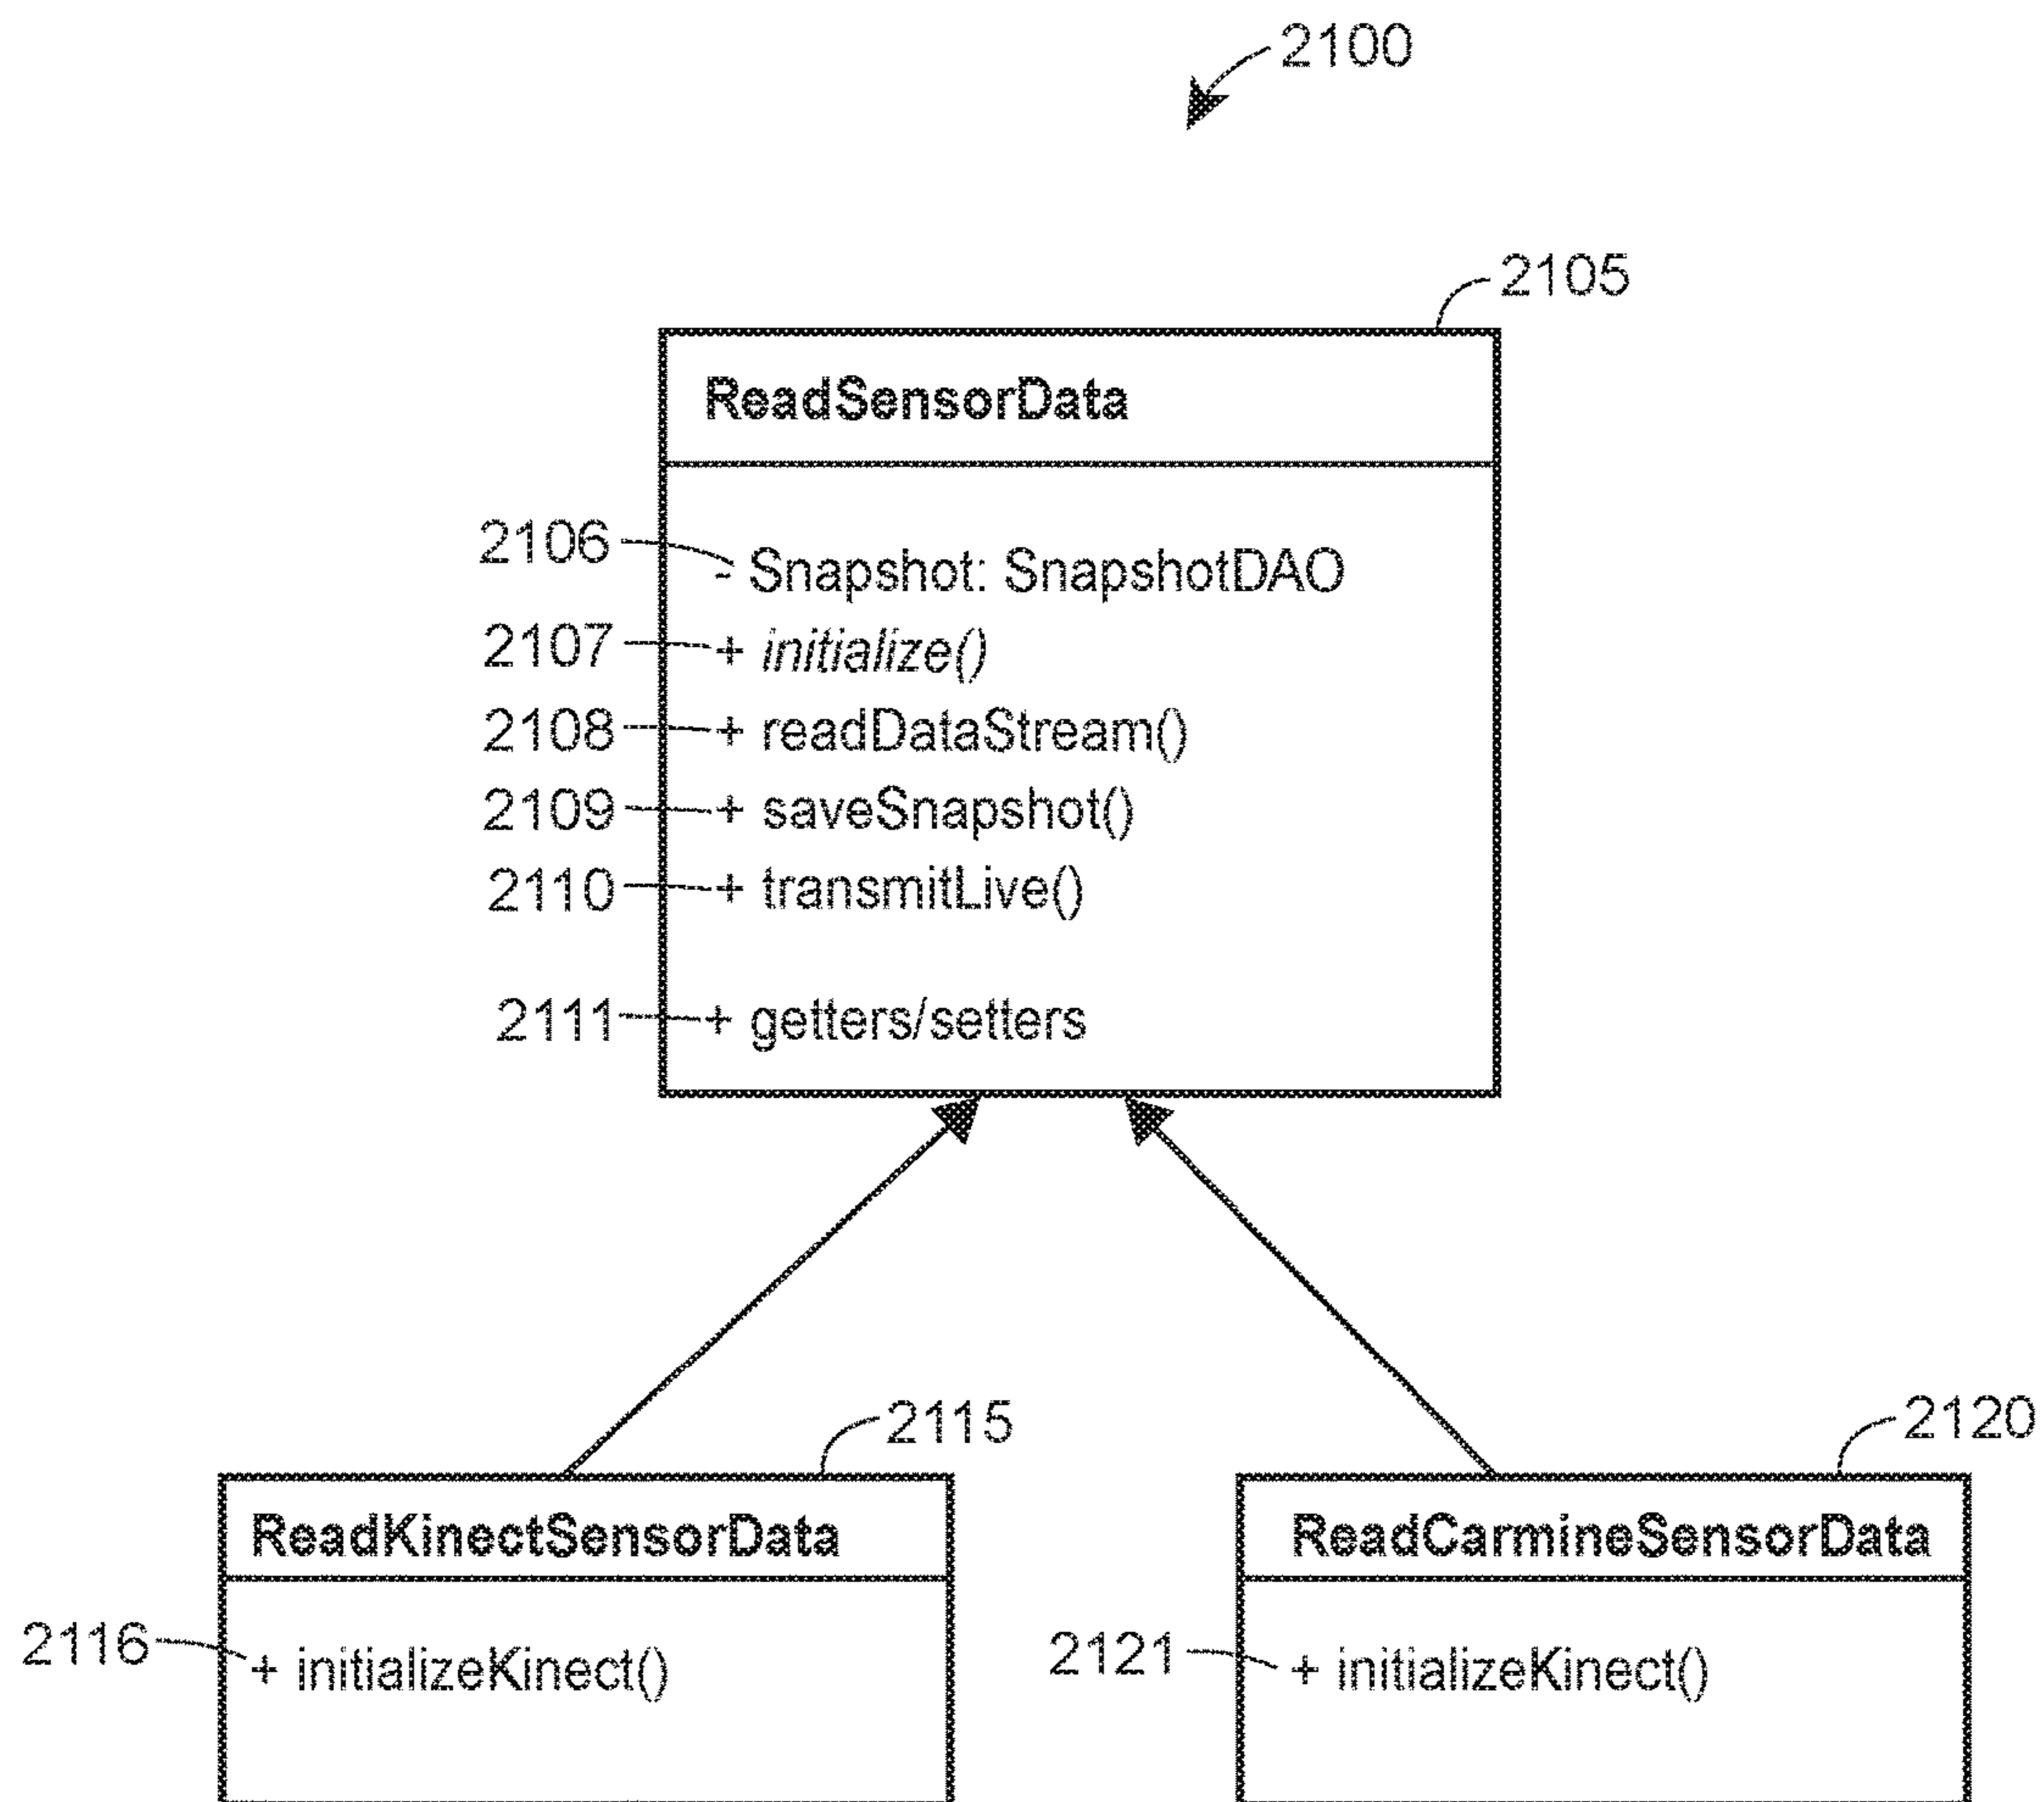 2100
2105
ReadSensorData
2106 - Snapshot: SnapshotDAO
2107 + initialize()
2108 + readDataStream()
2109 + saveSnapshot()
2110 + transmitLive()
2111 + getters/setters
2115
2120
ReadKinectSensorData
ReadCarmineSensorData
2116 + initializeKinect()
2121 + initializeKinect()